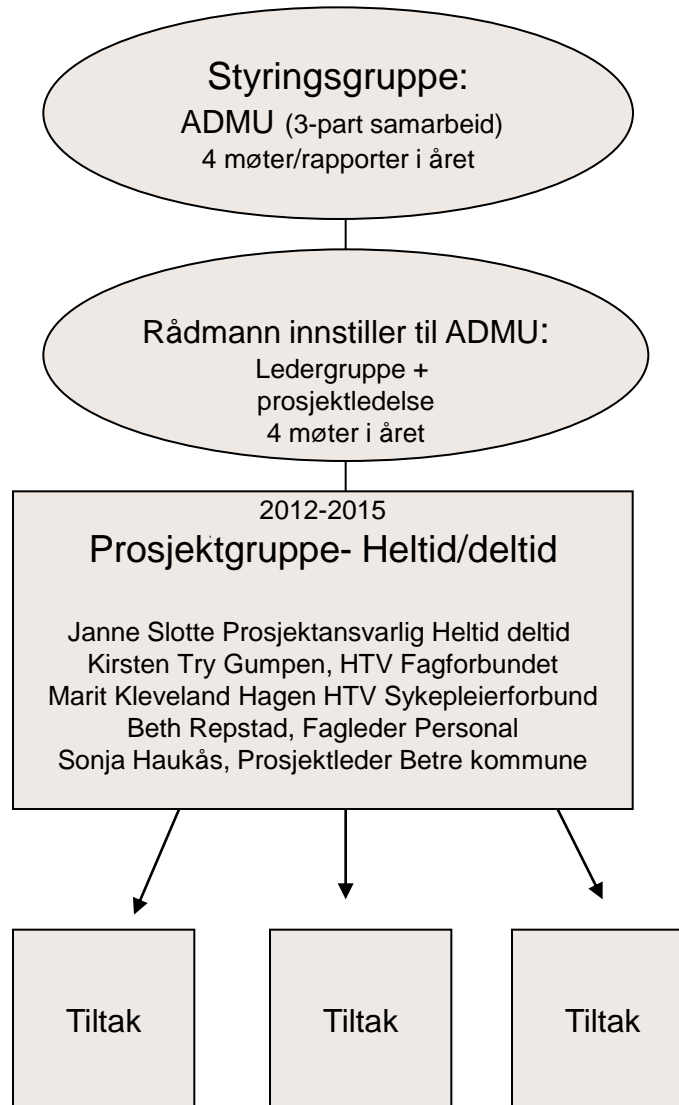 Styringsgruppe:
ADMU (3-part samarbeid)
4 møter/rapporter i året
Rådmann innstiller til ADMU:
Ledergruppe +
prosjektledelse
4 møter i året
2012-2015
Prosjektgruppe- Heltid/deltid
Janne Slotte Prosjektansvarlig Heltid deltid
Kirsten Try Gumpen, HTV Fagforbundet
Marit Kleveland Hagen HTV Sykepleierforbund
Beth Repstad, Fagleder Personal
Sonja Haukås, Prosjektleder Betre kommune
Tiltak
Tiltak
Tiltak